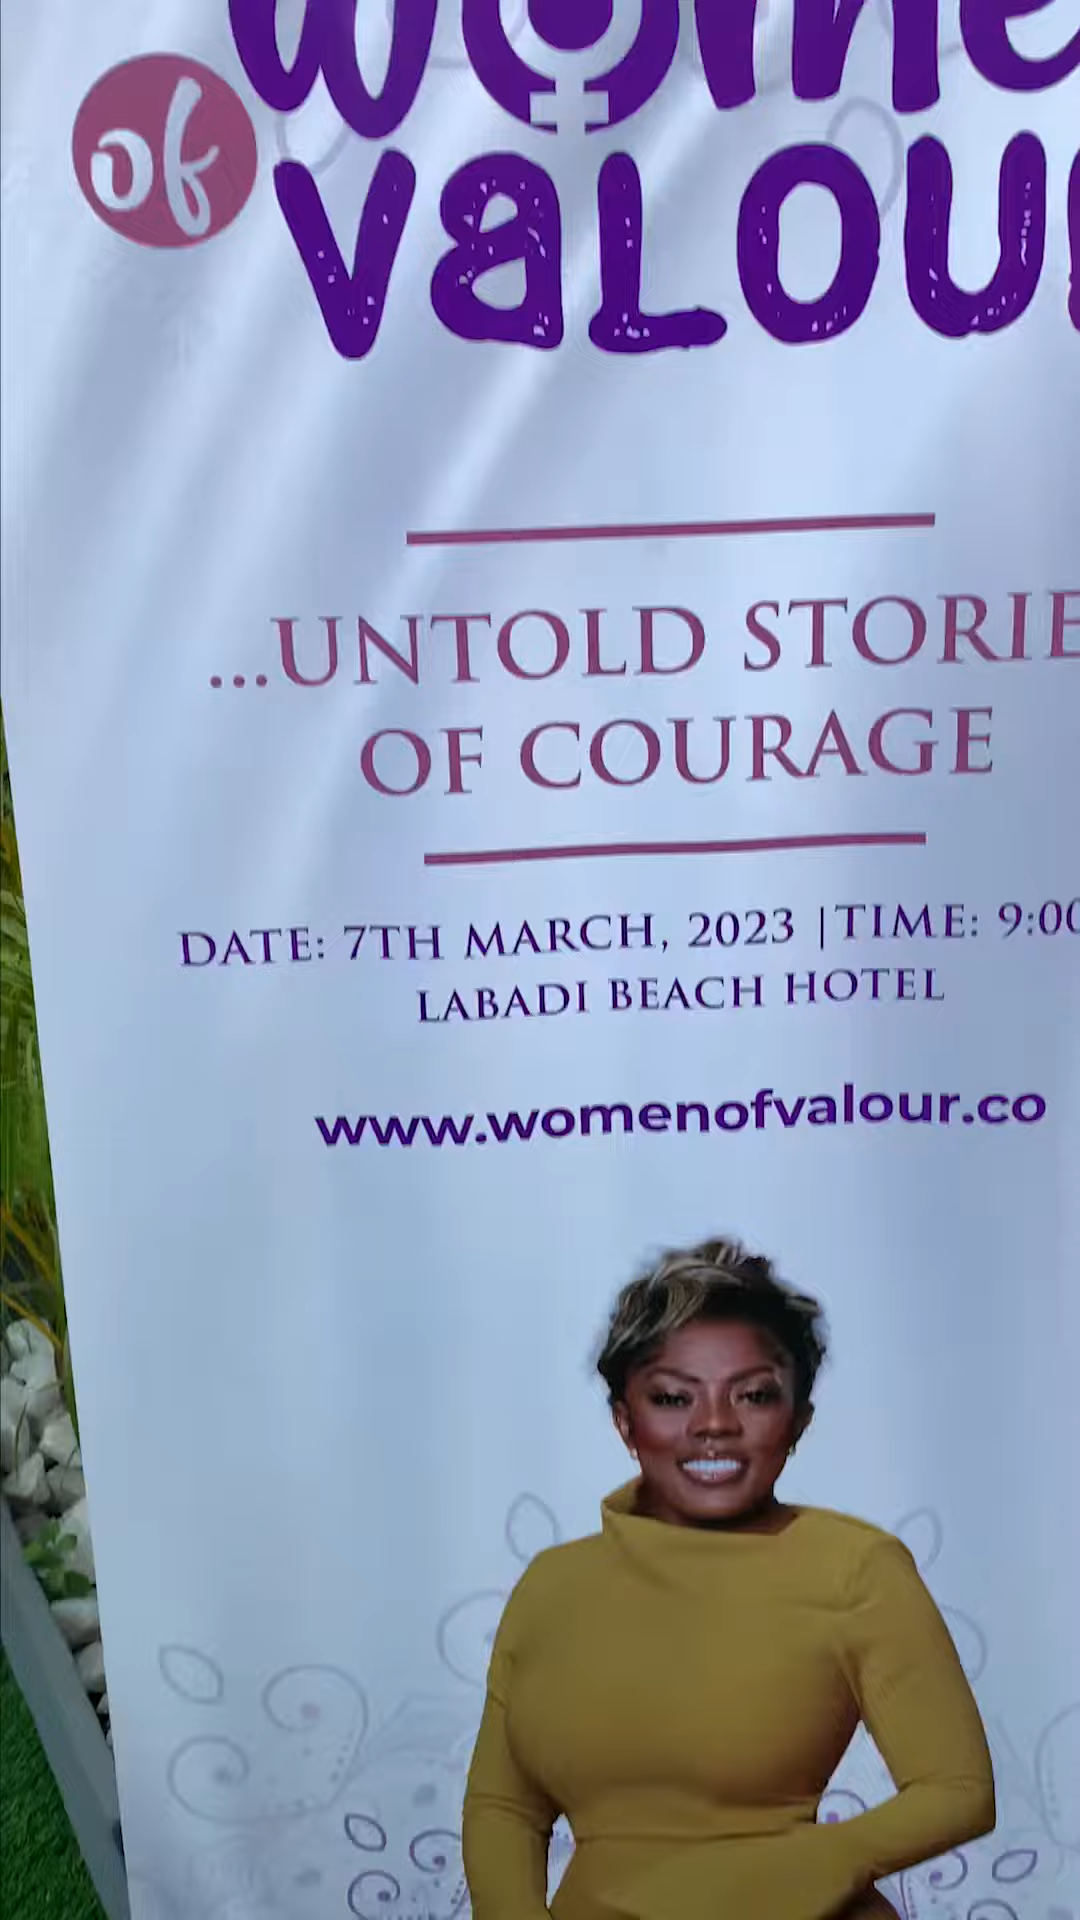 wome
of
VaLOU
...UNTOLD STORIE
OF COURAGE
DATE: 7TH MARCH, 2023 | TIME: 9:00
LABADI BEACH HOTEL
www.womenofvalour.co